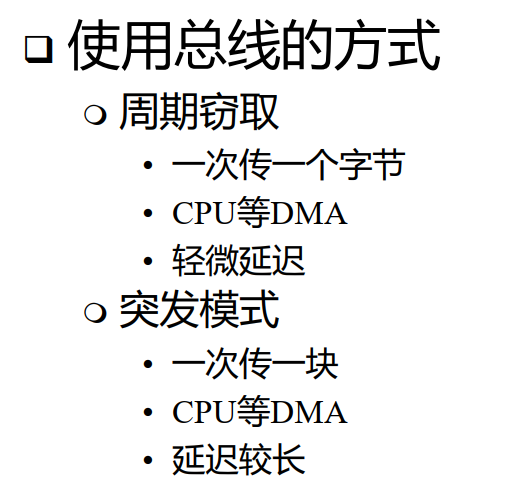 ❑ 使用总线的方式
○ 周期窃取
• 一次传一个字节
• CPU等DMA
• 轻微延迟
○ 突发模式
• 一次传一块
• CPU等DMA
• 延迟较长